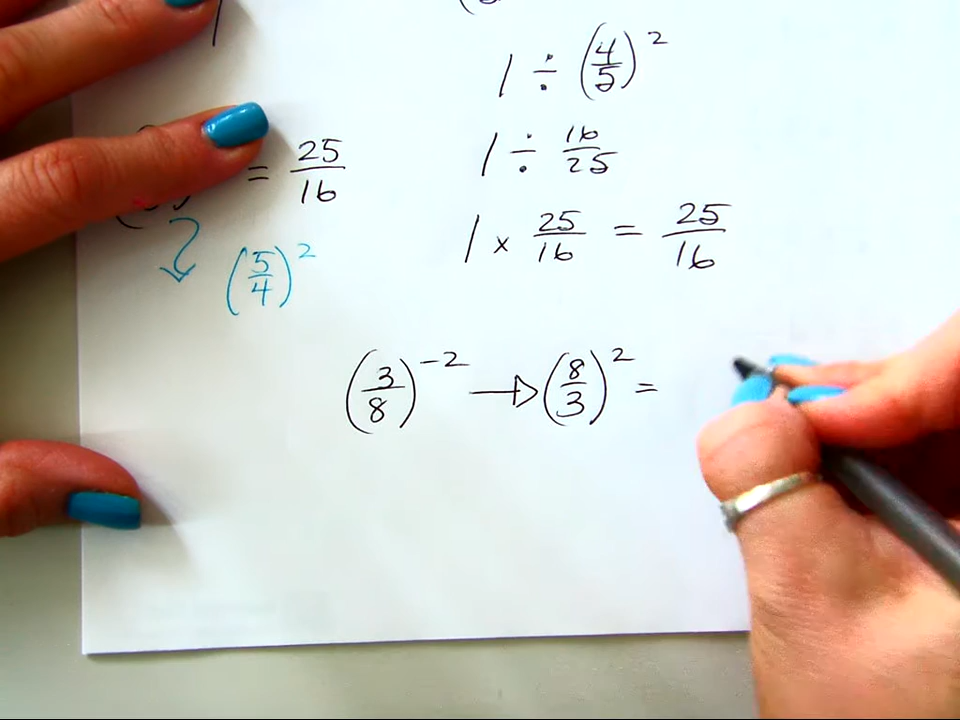 1 ÷ (4/5)²
1 ÷ 16/25
= 25/16
1 × 25/16 = 25/16
(5/4)²
(3/8)⁻² → (8/3)² =